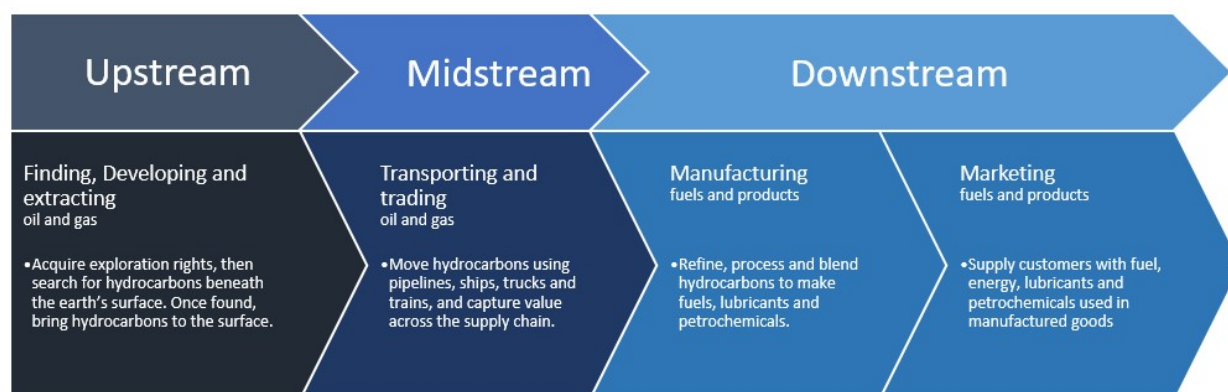 Upstream
Midstream
Downstream
Finding, Developing and
extracting
oil and gas
•Acquire exploration rights, then
search for hydrocarbons beneath
the earth's surface. Once found,
bring hydrocarbons to the surface.
Transporting and
trading
oil and gas
•Move hydrocarbons using
pipelines, ships, trucks and
trains, and capture value
across the supply chain.
Manufacturing
fuels and products
•Refine, process and blend
hydrocarbons to make
fuels, lubricants and
petrochemicals.
Marketing
fuels and products
•Supply customers with fuel,
energy, lubricants and
petrochemicals used in
manufactured goods